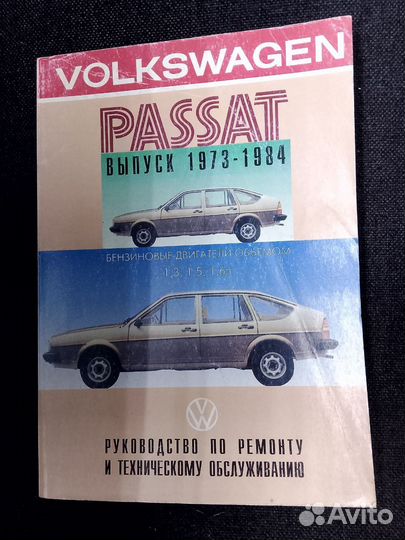 VOLKSWAGEN
PASSAT
ВЫПУСК 1973-1984
БЕНЗИНОВЫЕ ДВИГАТЕЛИ ОБЪЕМОМ
1,3, 1,5, 1,6л
РУКОВОДСТВО ПО РЕМОНТУ
И ТЕХНИЧЕСКОМУ ОБСЛУЖИВАНИЮ
Avito